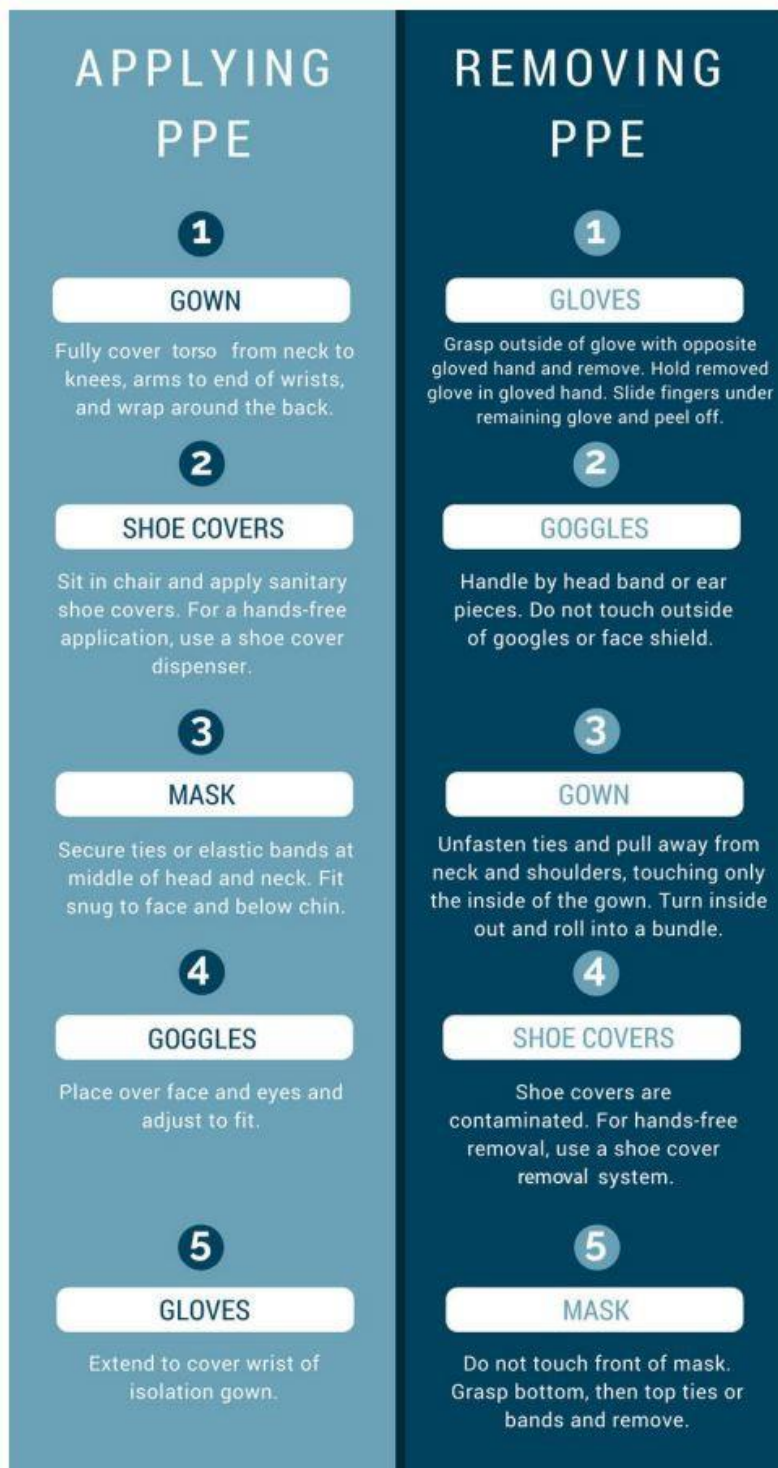 APPLYING
PPE
1
GOWN
Fully cover torso from neck to
knees, arms to end of wrists,
and wrap around the back.
2
SHOE COVERS
Sit in chair and apply sanitary
shoe covers. For a hands-free
application, use a shoe cover
dispenser.
3
MASK
Secure ties or elastic bands at
middle of head and neck. Fit
snug to face and below chin.
4
GOGGLES
Place over face and eyes and
adjust to fit.
5
GLOVES
Extend to cover wrist of
isolation gown.
REMOVING
PPE
1
GLOVES
Grasp outside of glove with opposite
gloved hand and remove. Hold removed
glove in gloved hand. Slide fingers under
remaining glove and peel off.
2
GOGGLES
Handle by head band or ear
pieces. Do not touch outside
of googles or face shield.
3
GOWN
Unfasten ties and pull away from
neck and shoulders, touching only
the inside of the gown. Turn inside
out and roll into a bundle.
4
SHOE COVERS
Shoe covers are
contaminated. For hands-free
removal, use a shoe cover
removal system.
5
MASK
Do not touch front of mask.
Grasp bottom, then top ties or
bands and remove.